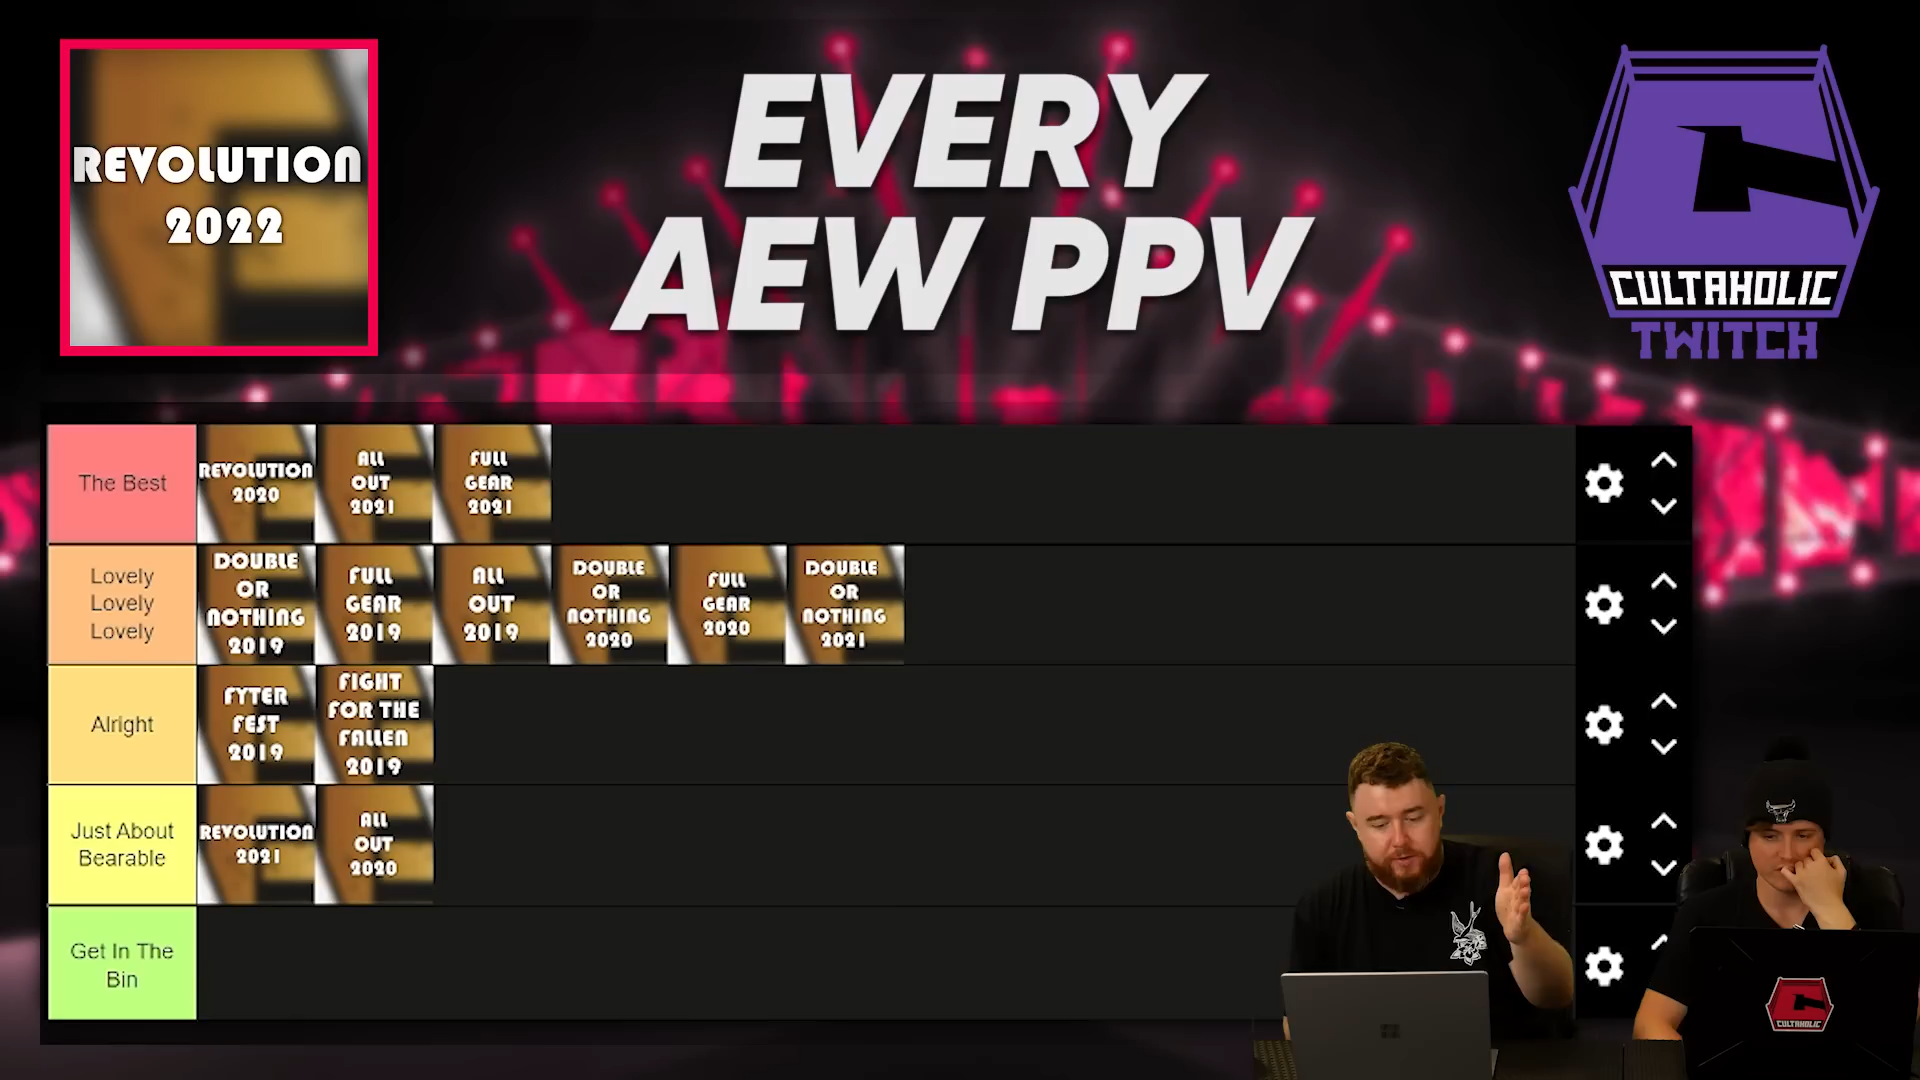 REVOLUTION
2022
EVERY
AEW PPV
CULTAHOLIC
TWITCH
The Best
REVOLUTION
2020
ALL
OUT
2021
FULL
GEAR
2021
Lovely
Lovely
Lovely
DOUBLE
OR
NOTHING
2019
FULL
GEAR
2019
ALL
OUT
2019
DOUBLE
OR
NOTHING
2020
FULL
GEAR
2020
DOUBLE
OR
NOTHING
2021
Alright
FYTER
FEST
2019
FIGHT
FOR THE
FALLEN
2019
Just About
Bearable
REVOLUTION
2021
ALL
OUT
2020
Get In The
Bin
CULTAHOLIC